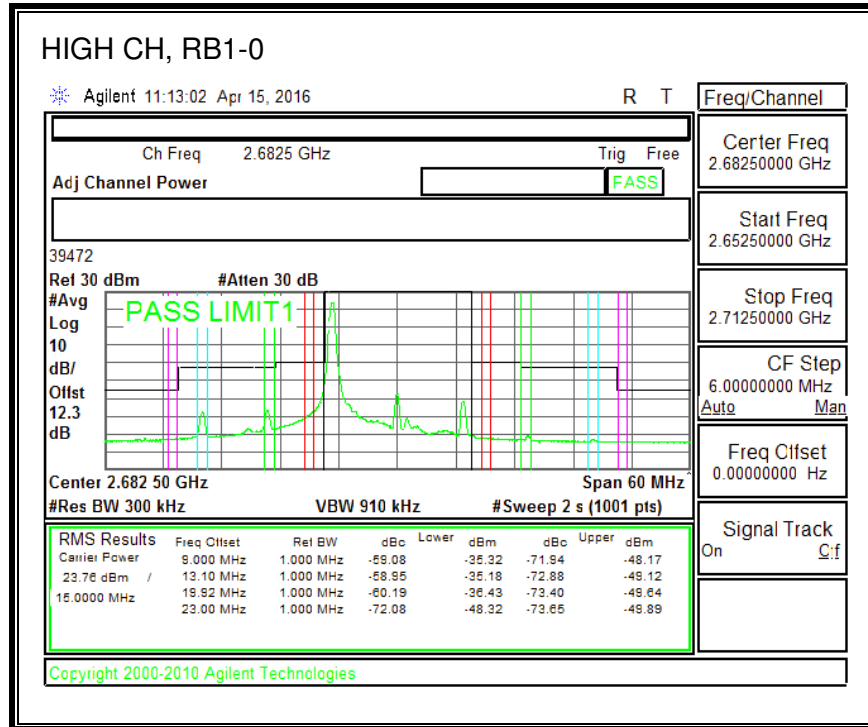 HIGH CH, RB1-0
Agilent 11:13:02 Apr 15, 2016 R T
Freq/Channel
Ch Freq 2.6825 GHz Trig Free
Adj Channel Power PASS
Center Freq
2.68250000 GHz
Start Freq
2.65250000 GHz
39472
Ref 30 dBm #Atten 30 dB
#Avg
Log
10
dB/
Offst
12.3
dB
PASS LIMIT1
Stop Freq
2.71250000 GHz
CF Step
6.00000000 MHz
Auto Man
Freq Offset
0.00000000 Hz
Center 2.682 50 GHz Span 60 MHz
#Res BW 300 kHz VBW 910 kHz #Sweep 2 s (1001 pts)
Signal Track
On Off
RMS Results Freq Offset Ref BW dBc Lower dBm dBc Upper dBm
Carrier Power 9.000 MHz 1.000 MHz -59.08 -35.32 -71.94 -48.17
23.76 dBm / 13.10 MHz 1.000 MHz -58.95 -35.18 -72.88 -49.12
15.0000 MHz 19.92 MHz 1.000 MHz -60.19 -36.43 -73.40 -49.64
23.00 MHz 1.000 MHz -72.08 -48.32 -73.65 -49.89
Copyright 2000-2010 Agilent Technologies